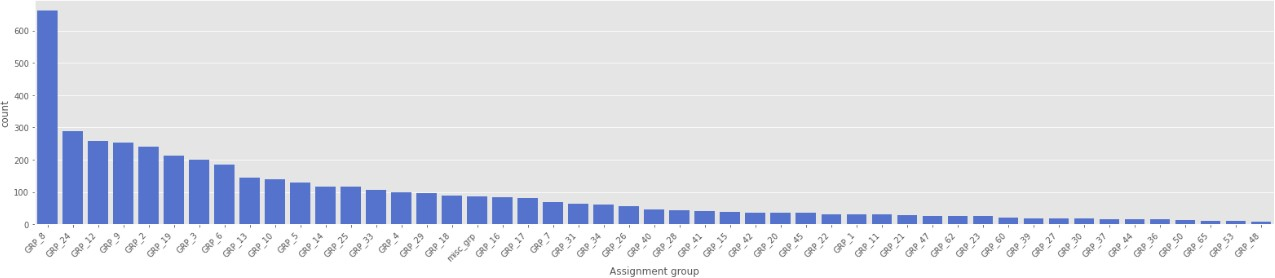 600
500
400
300
200
100
0
count
GRP_8
GRP_24
GRP_12
GRP_9
GRP_2
GRP_19
GRP_3
GRP_6
GRP_13
GRP_10
GRP_5
GRP_14
GRP_25
GRP_33
GRP_4
GRP_29
GRP_18
misc_grp
GRP_16
GRP_17
GRP_7
GRP_31
GRP_34
GRP_26
GRP_40
GRP_28
GRP_41
GRP_15
GRP_42
GRP_20
GRP_45
GRP_22
GRP_1
GRP_11
GRP_21
GRP_47
GRP_62
GRP_23
GRP_60
GRP_39
GRP_27
GRP_30
GRP_37
GRP_44
GRP_36
GRP_50
GRP_65
GRP_53
GRP_48
Assignment group